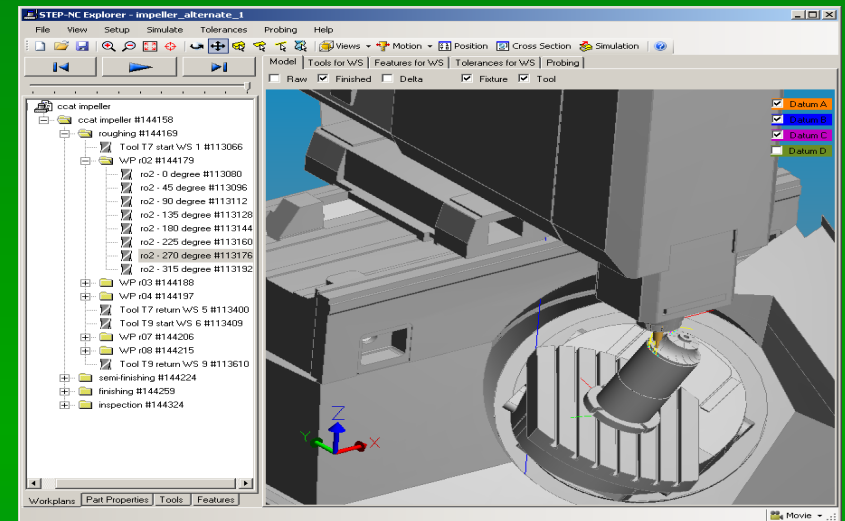 STEP-NC Explorer - impeller_alternate_1
File View Setup Simulate Tolerances Probing Help
Views Motion Position Cross Section Simulation
Model Tools for WS Features for WS Tolerances for WS Probing
Raw Finished Delta Fixture Tool
Datum A
Datum B
Datum C
Datum D
ccat impeller
ccat impeller #144158
roughing #144169
Tool T7 start WS 1 #113066
WP r02 #144179
ro2 - 0 degree #113080
ro2 - 45 degree #113096
ro2 - 90 degree #113112
ro2 - 135 degree #113128
ro2 - 180 degree #113144
ro2 - 225 degree #113160
ro2 - 270 degree #113176
ro2 - 315 degree #113192
WP r03 #144188
WP r04 #144197
Tool T7 return WS 5 #113400
Tool T9 start WS 6 #113409
WP r07 #144206
WP r08 #144215
Tool T9 return WS 9 #113610
semi-finishing #144224
finishing #144259
inspection #144324
Z
Y
X
Workplans Part Properties Tools Features
Movie